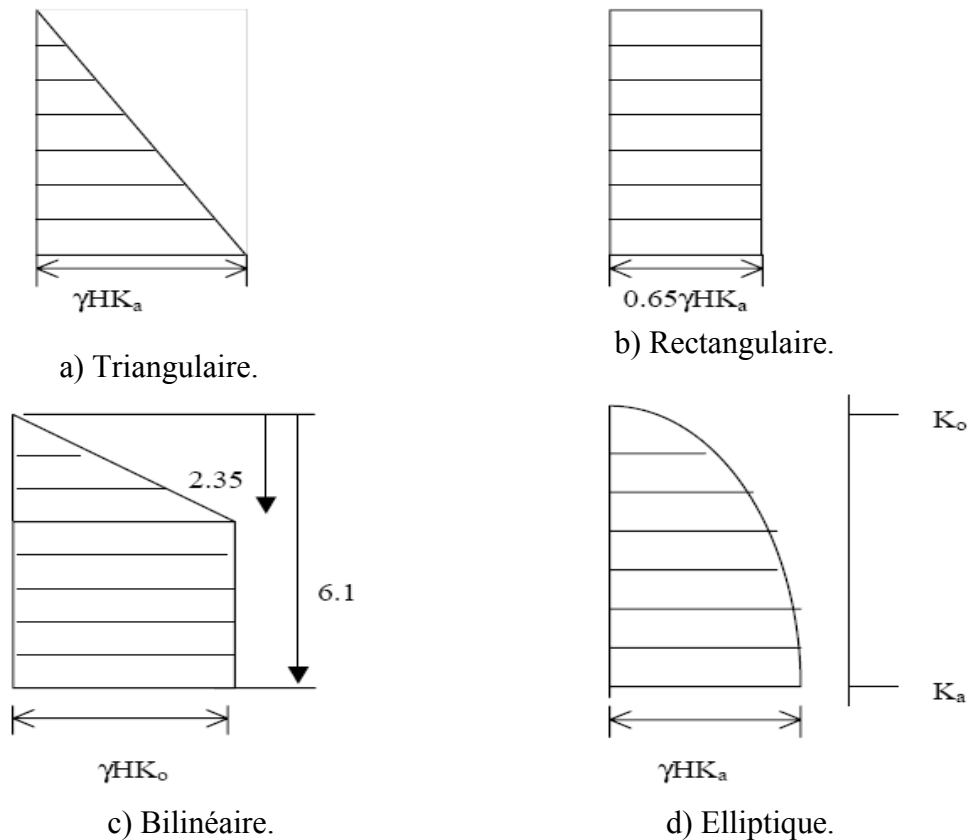 γHKₐ
a) Triangulaire.
0.65γHKₐ
b) Rectangulaire.
2.35
6.1
γHKₒ
c) Bilinéaire.
Kₒ
Kₐ
γHKₐ
d) Elliptique.